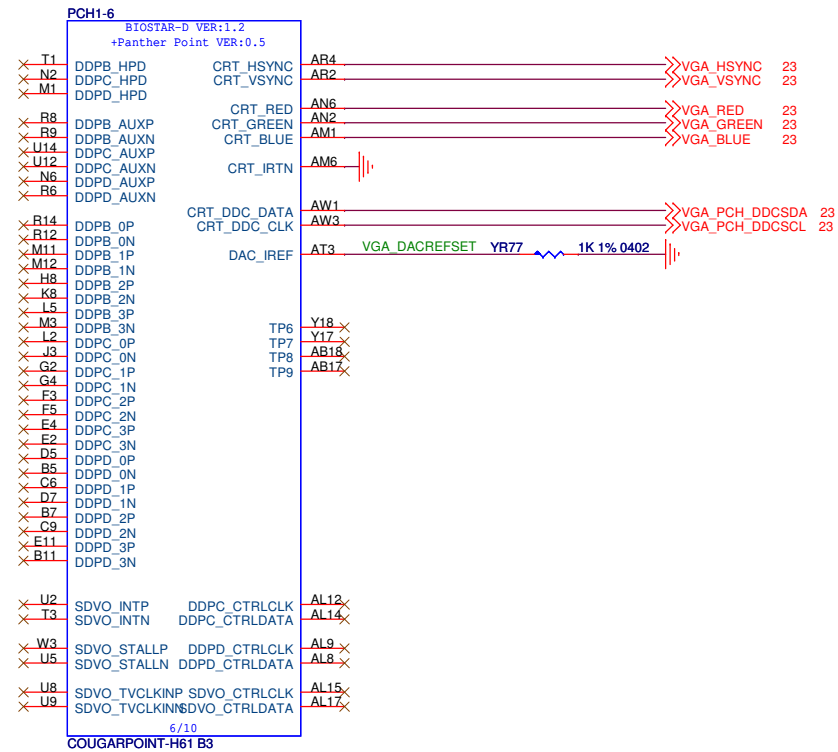 PCH1-6
BIOSTAR-D VER:1.2
+Panther Point VER:0.5
T1 DDPB_HPD CRT_HSYNC AR4 VGA_HSYNC 23
N2 DDPC_HPD CRT_VSYNC AR2 VGA_VSYNC 23
M1 DDPD_HPD
CRT_RED AN6 VGA_RED 23
R8 DDPB_AUXP CRT_GREEN AN2 VGA_GREEN 23
R9 DDPB_AUXN CRT_BLUE AM1 VGA_BLUE 23
U14 DDPC_AUXP
U12 DDPC_AUXN CRT_IRTN AM6
N6 DDPD_AUXP
R6 DDPD_AUXN
CRT_DDC_DATA AW1 VGA_PCH_DDCSDA 23
R14 DDPB_0P CRT_DDC_CLK AW3 VGA_PCH_DDCSCL 23
R12 DDPB_0N
M11 DDPB_1P DAC_IREF AT3 VGA_DACREFSET YR77 1K 1% 0402
M12 DDPB_1N
H8 DDPB_2P
K8 DDPB_2N
L5 DDPB_3P
M3 DDPB_3N TP6 Y18
L2 DDPC_0P TP7 Y17
J3 DDPC_0N TP8 AB18
G2 DDPC_1P TP9 AB17
G4 DDPC_1N
F3 DDPC_2P
F5 DDPC_2N
E4 DDPC_3P
E2 DDPC_3N
D5 DDPD_0P
B5 DDPD_0N
C6 DDPD_1P
D7 DDPD_1N
B7 DDPD_2P
C9 DDPD_2N
E11 DDPD_3P
B11 DDPD_3N
U2 SDVO_INTP DDPC_CTRLCLK AL12
T3 SDVO_INTN DDPC_CTRLDATA AL14
W3 SDVO_STALLP DDPD_CTRLCLK AL9
U5 SDVO_STALLN DDPD_CTRLDATA AL8
U8 SDVO_TVCLKINP SDVO_CTRLCLK AL15
U9 SDVO_TVCLKINN SDVO_CTRLDATA AL17
6/10
COUGARPOINT-H61 B3